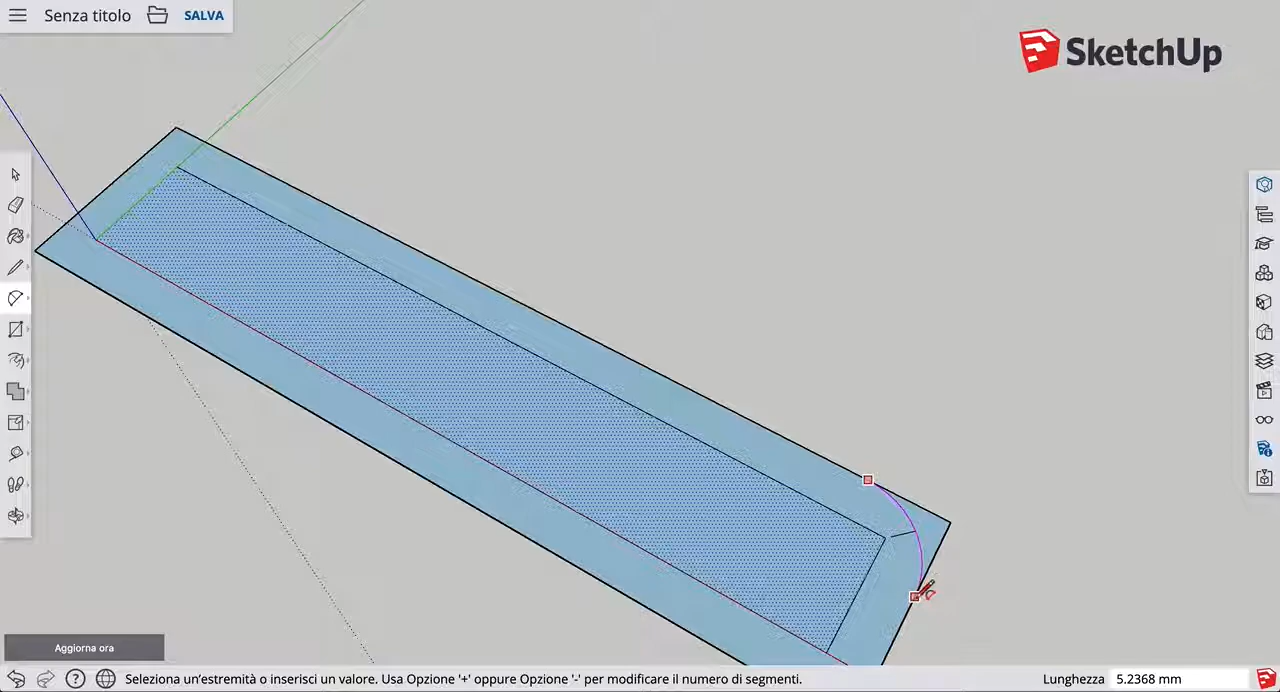 Senza titolo SALVA
SketchUp
Aggiorna ora
Seleziona un'estremità o inserisci un valore. Usa Opzione '+' oppure Opzione '-' per modificare il numero di segmenti. Lunghezza 5.2368 mm